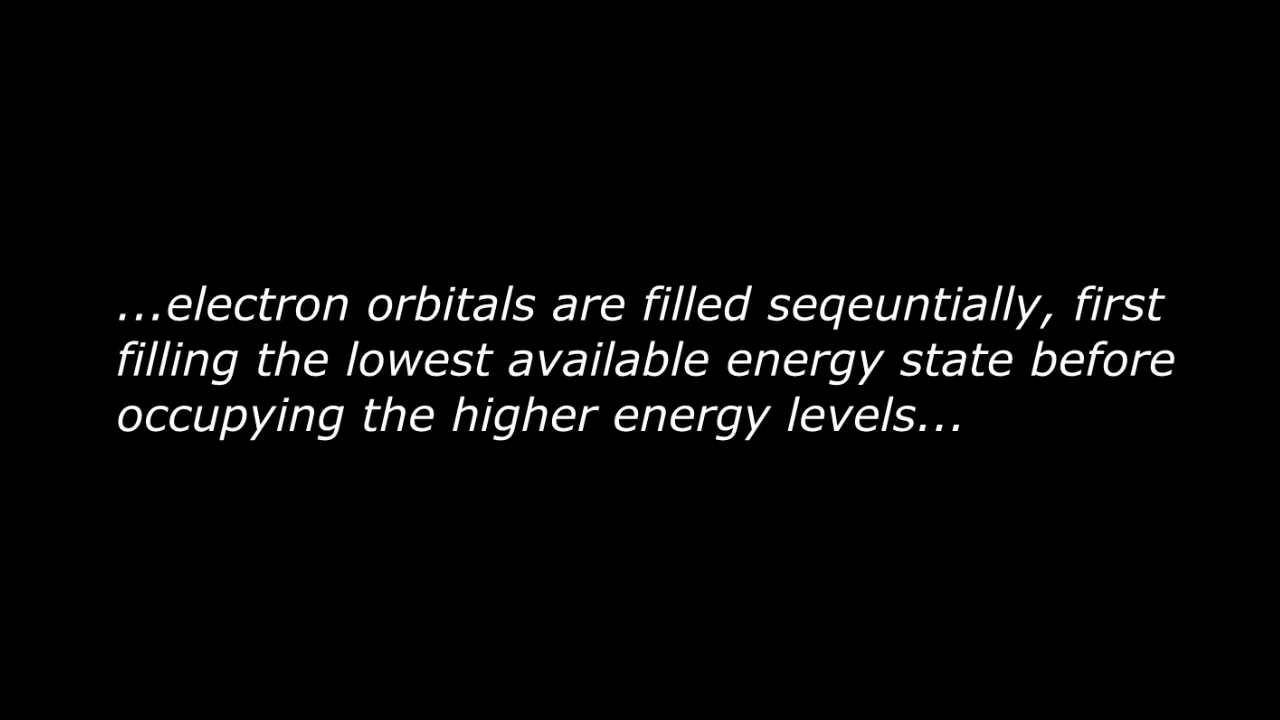 ...electron orbitals are filled seqeuntially, first
filling the lowest available energy state before
occupying the higher energy levels...